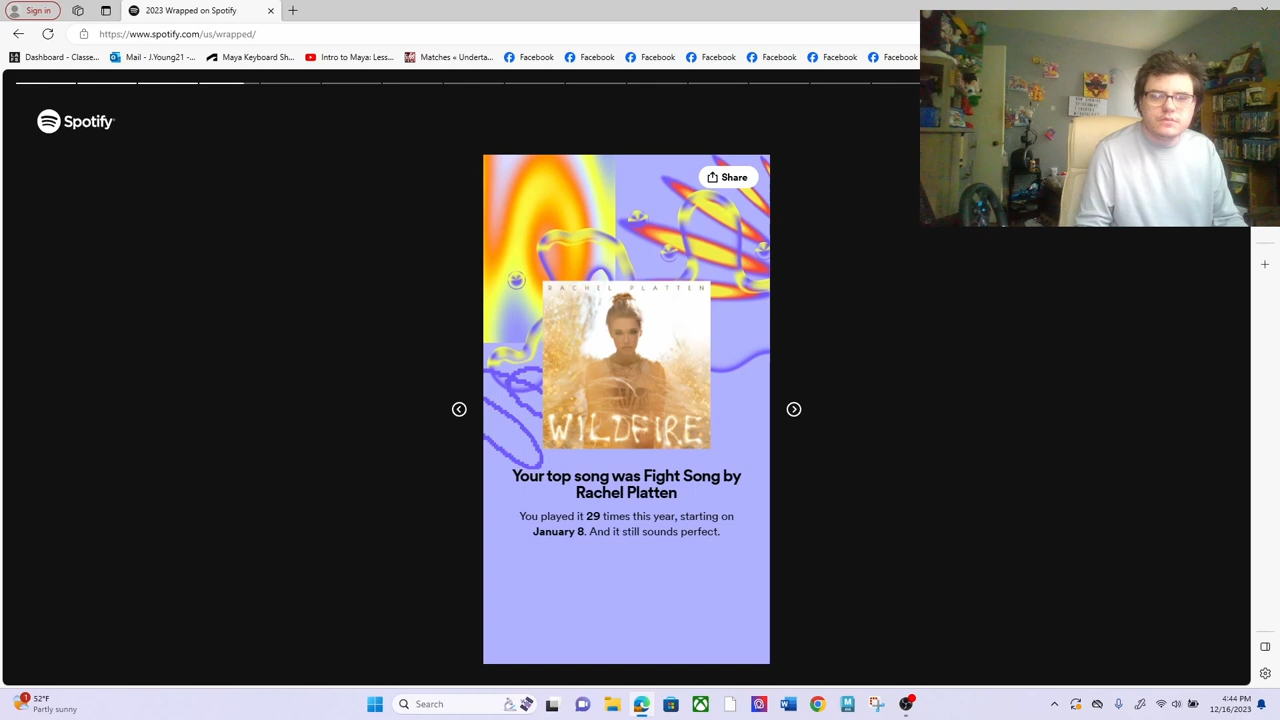 Sign in
2023 Wrapped on Spotify
https://www.spotify.com/us/wrapped/
Dashboard - Classe...
Mail - J.Young21 -...
Maya Keyboard Sh...
Intro to Maya: Less...
Matches « Underta...
Facebook
Facebook
Facebook
Facebook
Facebook
Facebook
Facebook
Spotify
Share
RACHEL PLATTEN
WILDFIRE
Your top song was Fight Song by
Rachel Platten
You played it 29 times this year, starting on
January 8. And it still sounds perfect.
1
52°F
Partly sunny
Search
4:44 PM
12/16/2023